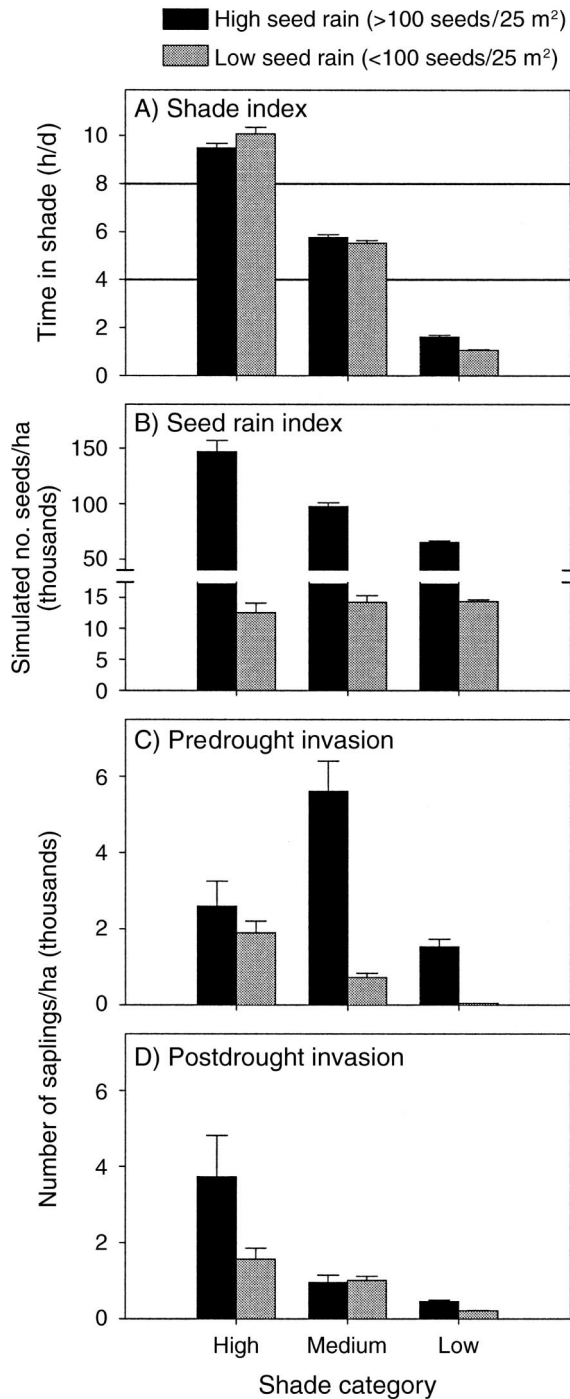 High seed rain (>100 seeds/25 m²)
Low seed rain (<100 seeds/25 m²)
A) Shade index
Time in shade (h/d)
10
8
6
4
2
0
B) Seed rain index
Simulated no. seeds/ha
(thousands)
150
100
50
15
10
5
0
C) Predrought invasion
Number of saplings/ha (thousands)
6
4
2
0
D) Postdrought invasion
6
4
2
0
High Medium Low
Shade category